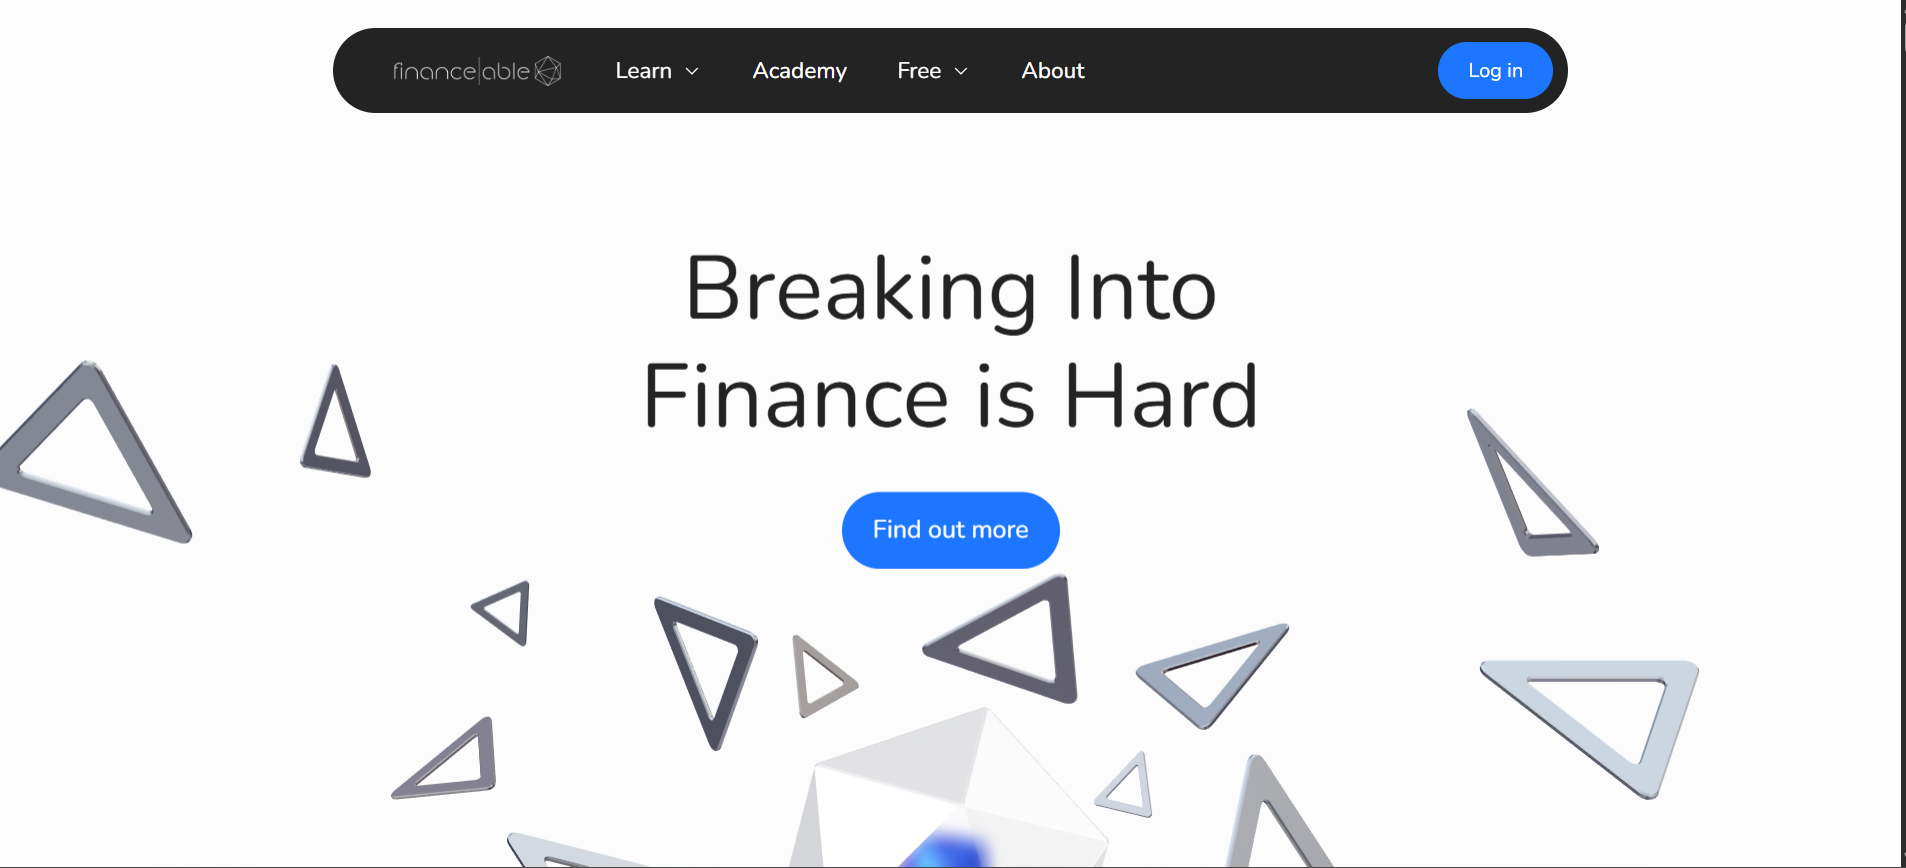 finance|able
Learn
Academy
Free
About
Log in
Breaking Into
Finance is Hard
Find out more